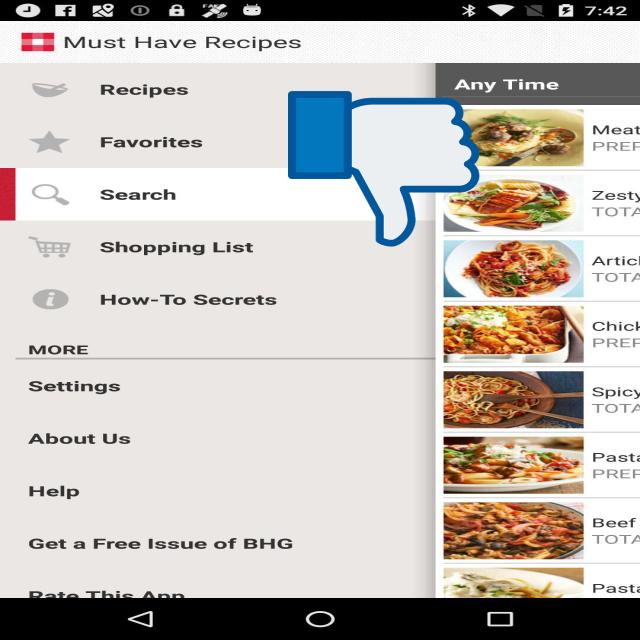 7:42
Must Have Recipes
Recipes
Favorites
Search
Shopping List
How-To Secrets
MORE
Settings
About Us
Help
Get a Free Issue of BHG
Rate This App
Any Time
Meat
PREP
Zesty
TOTA
Artic
TOTA
Chick
PREP
Spicy
TOTA
Pasta
PREP
Beef
TOTA
Pasta